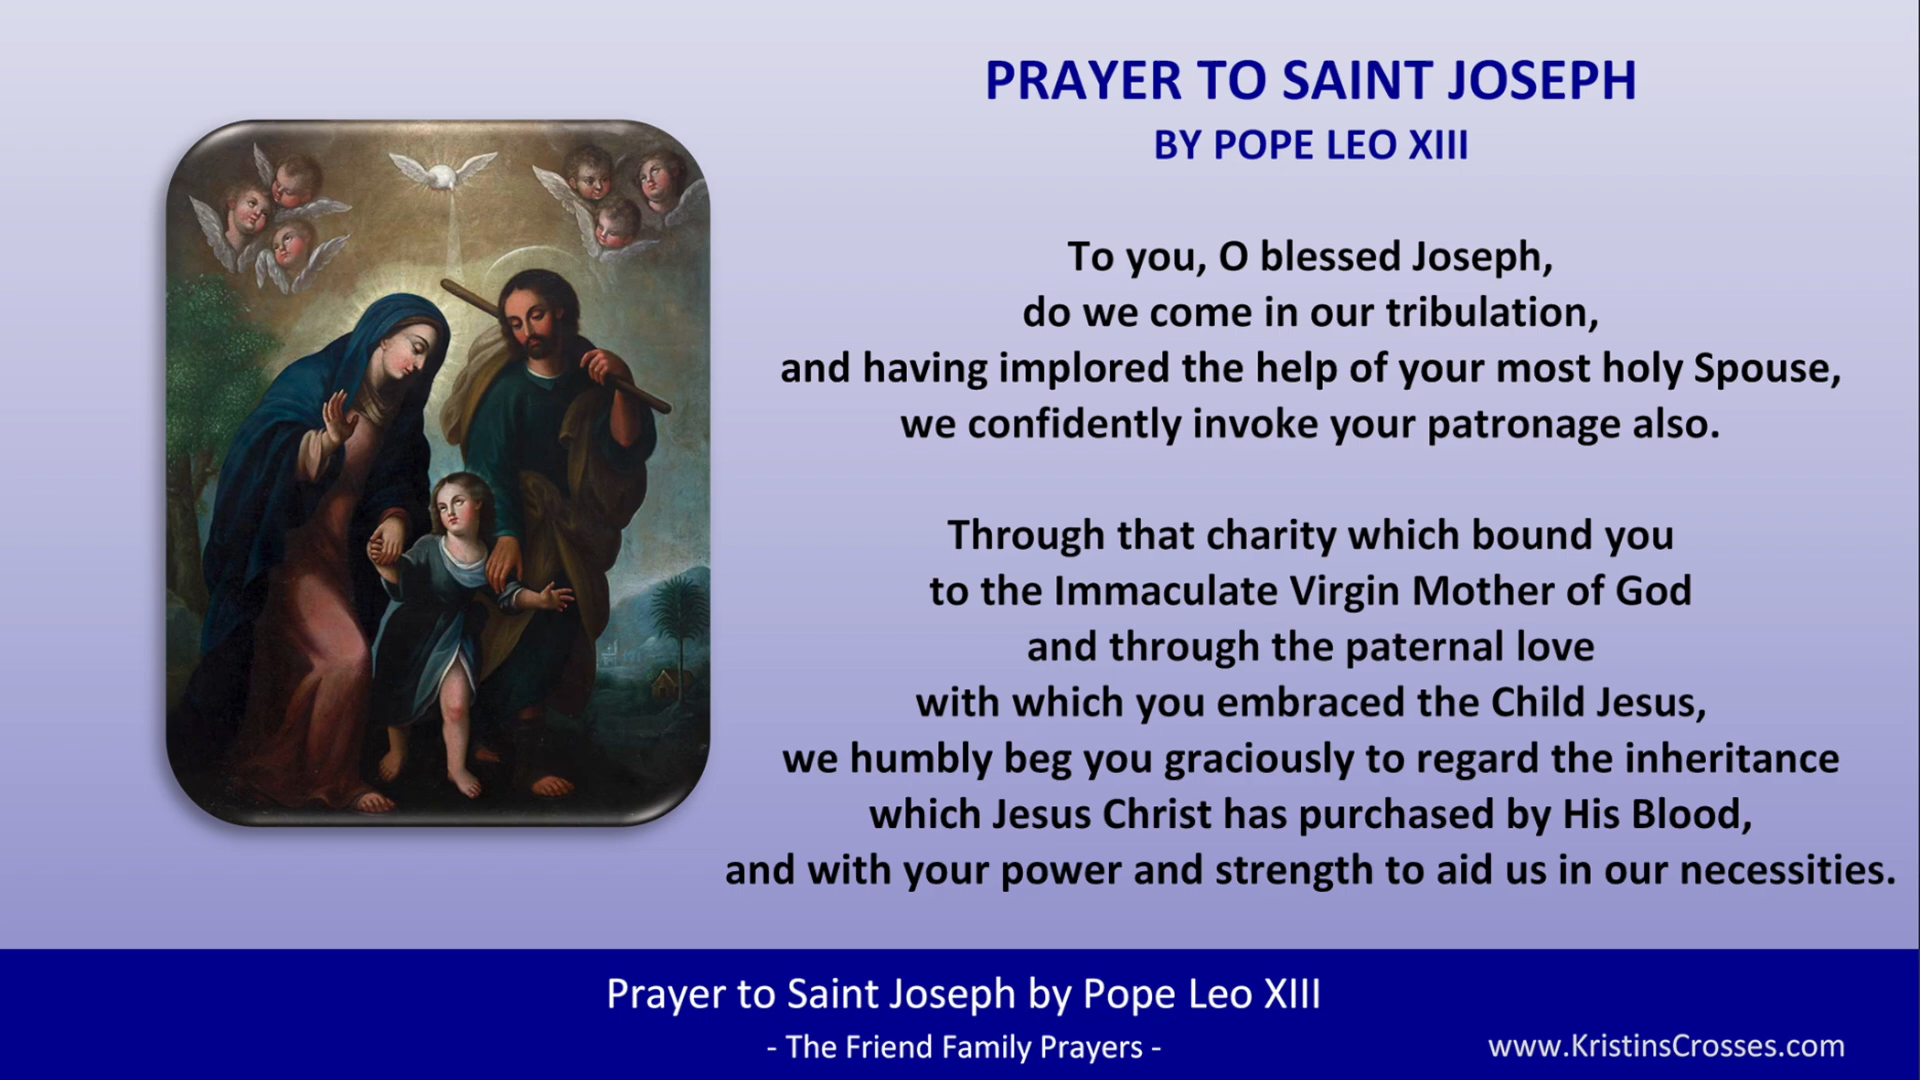 PRAYER TO SAINT JOSEPH
BY POPE LEO XIII
To you, O blessed Joseph,
do we come in our tribulation,
and having implored the help of your most holy Spouse,
we confidently invoke your patronage also.
Through that charity which bound you
to the Immaculate Virgin Mother of God
and through the paternal love
with which you embraced the Child Jesus,
we humbly beg you graciously to regard the inheritance
which Jesus Christ has purchased by His Blood,
and with your power and strength to aid us in our necessities.
Prayer to Saint Joseph by Pope Leo XIII
- The Friend Family Prayers -
www.KristinsCrosses.com